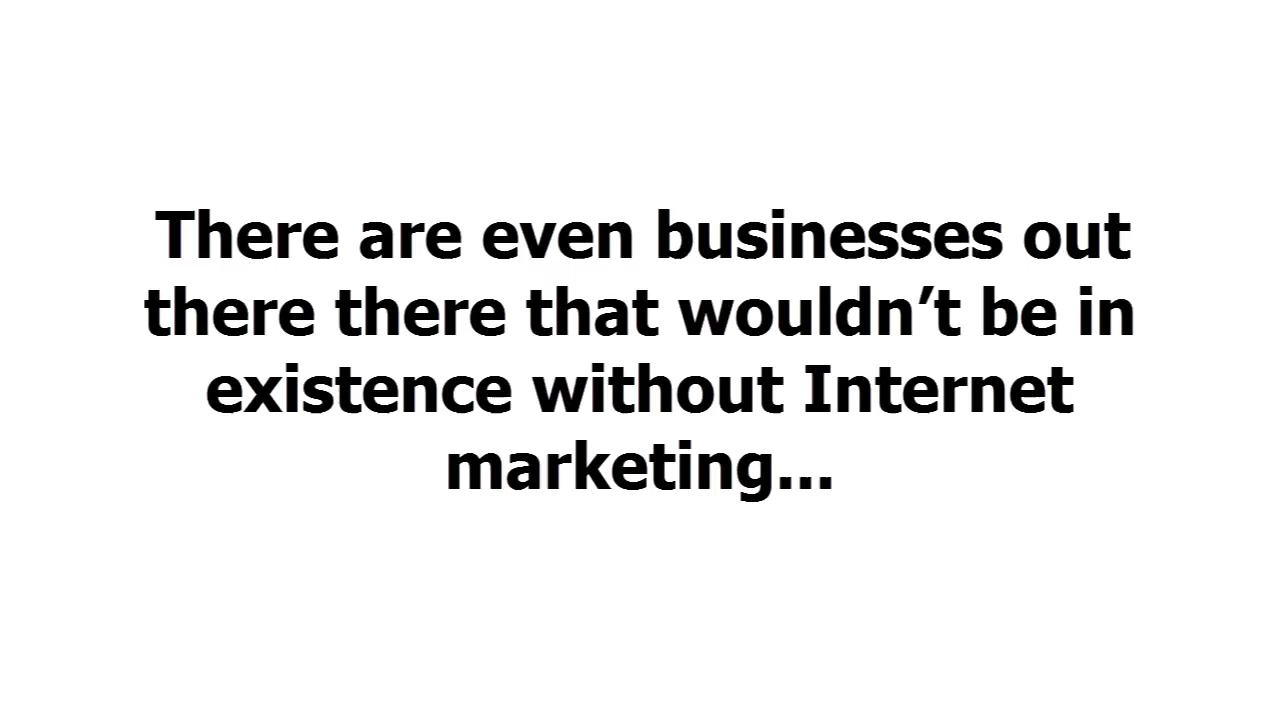 There are even businesses out
there there that wouldn’t be in
existence without Internet
marketing...